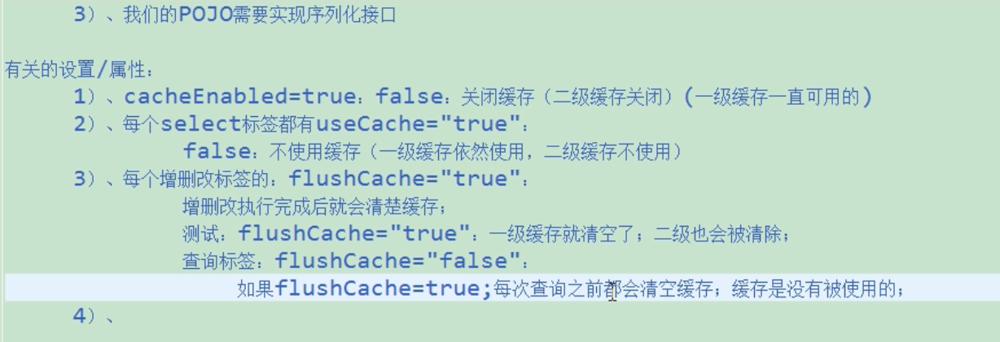 3）、我们的POJO需要实现序列化接口
有关的设置/属性：
1）、cacheEnabled=true：false：关闭缓存（二级缓存关闭）(一级缓存一直可用的)
2）、每个select标签都有useCache="true"：
false：不使用缓存（一级缓存依然使用，二级缓存不使用）
3）、每个增删改标签的：flushCache="true"：
增删改执行完成后就会清楚缓存；
测试：flushCache="true"：一级缓存就清空了；二级也会被清除；
查询标签：flushCache="false"：
如果flushCache=true;每次查询之前都会清空缓存；缓存是没有被使用的；
4）、